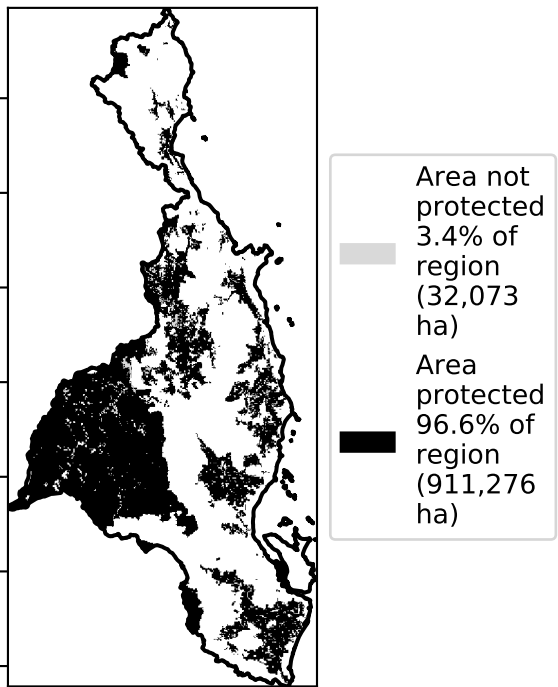 Area not
protected
3.4% of
region
(32,073
ha)
Area
protected
96.6% of
region
(911,276
ha)